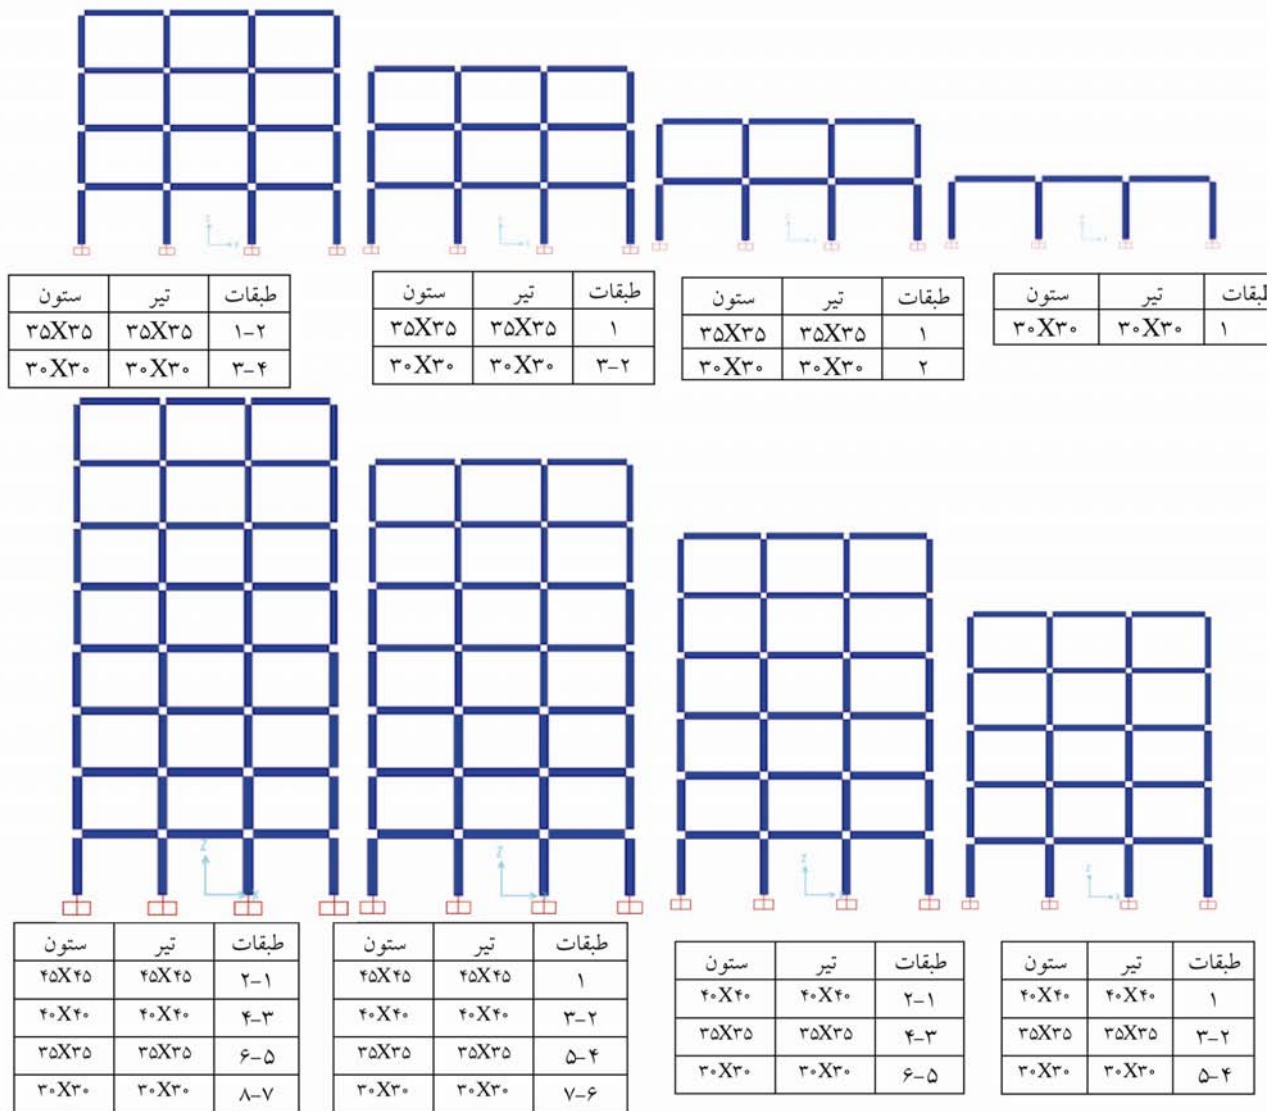 طبقات تیر ستون
۱-۲ ۳۵X۳۵ ۳۵X۳۵
۳-۴ ۳۰X۳۰ ۳۰X۳۰
طبقات تیر ستون
۱ ۳۵X۳۵ ۳۵X۳۵
۳-۲ ۳۰X۳۰ ۳۰X۳۰
طبقات تیر ستون
۱ ۳۵X۳۵ ۳۵X۳۵
۲ ۳۰X۳۰ ۳۰X۳۰
طبقات تیر ستون
۱ ۳۰X۳۰ ۳۰X۳۰
Z X
Z
Z
Z X
طبقات تیر ستون
۲-۱ ۴۵X۴۵ ۴۵X۴۵
۴-۳ ۴۰X۴۰ ۴۰X۴۰
۶-۵ ۳۵X۳۵ ۳۵X۳۵
۸-۷ ۳۰X۳۰ ۳۰X۳۰
طبقات تیر ستون
۱ ۴۵X۴۵ ۴۵X۴۵
۳-۲ ۴۰X۴۰ ۴۰X۴۰
۵-۴ ۳۵X۳۵ ۳۵X۳۵
۷-۶ ۳۰X۳۰ ۳۰X۳۰
طبقات تیر ستون
۲-۱ ۴۰X۴۰ ۴۰X۴۰
۴-۳ ۳۵X۳۵ ۳۵X۳۵
۶-۵ ۳۰X۳۰ ۳۰X۳۰
طبقات تیر ستون
۱ ۴۰X۴۰ ۴۰X۴۰
۳-۲ ۳۵X۳۵ ۳۵X۳۵
۵-۴ ۳۰X۳۰ ۳۰X۳۰